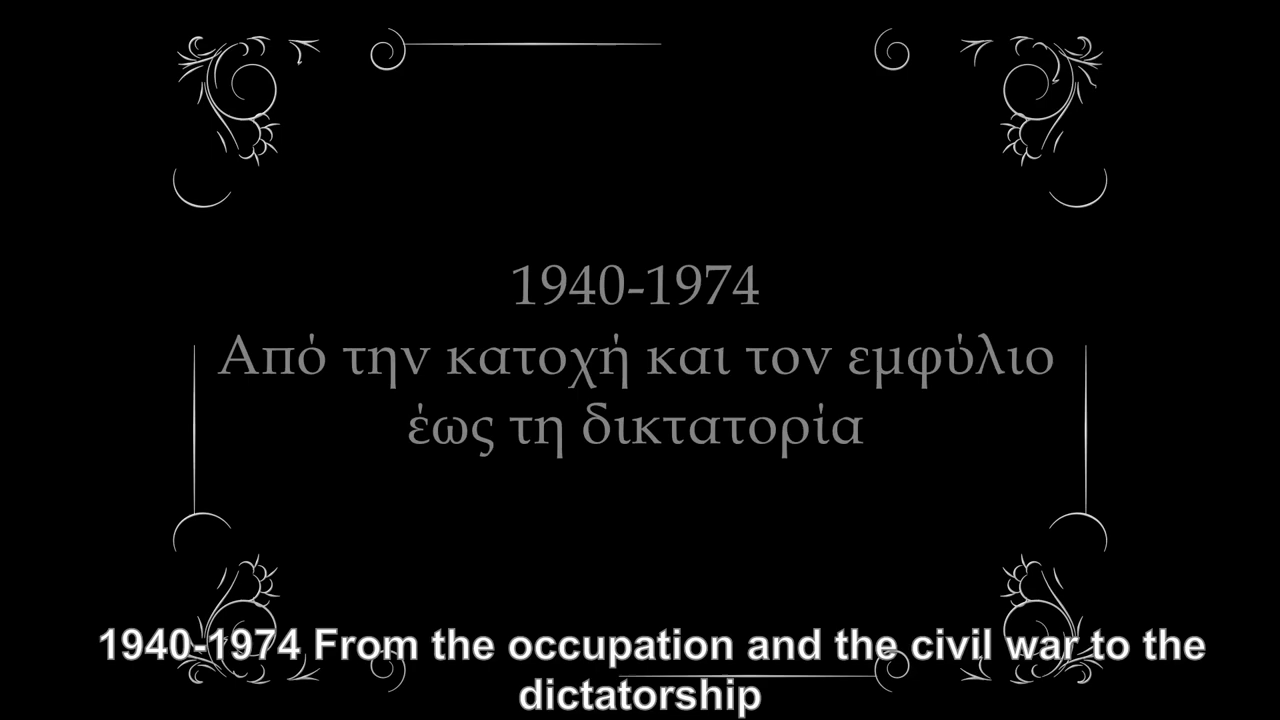 1940-1974
Από την κατοχή και τον εμφύλιο
έως τη δικτατορία
1940-1974 From the occupation and the civil war to the
dictatorship